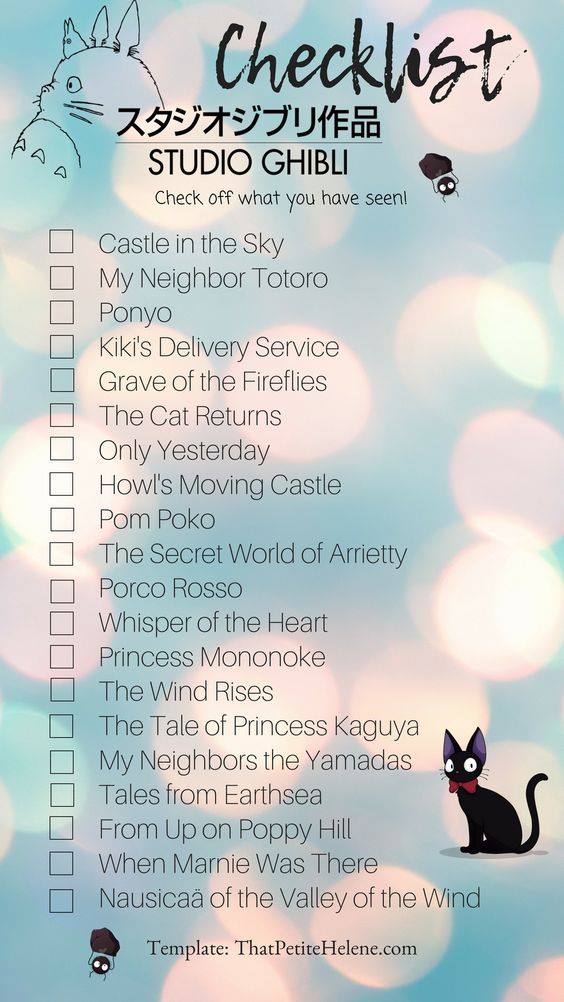 Checklist
スタジオジブリ作品
STUDIO GHIBLI
Check off what you have seen!
Castle in the Sky
My Neighbor Totoro
Ponyo
Kiki's Delivery Service
Grave of the Fireflies
The Cat Returns
Only Yesterday
Howl's Moving Castle
Pom Poko
The Secret World of Arrietty
Porco Rosso
Whisper of the Heart
Princess Mononoke
The Wind Rises
The Tale of Princess Kaguya
My Neighbors the Yamadas
Tales from Earthsea
From Up on Poppy Hill
When Marnie Was There
Nausicaä of the Valley of the Wind
Template: ThatPetiteHelene.com